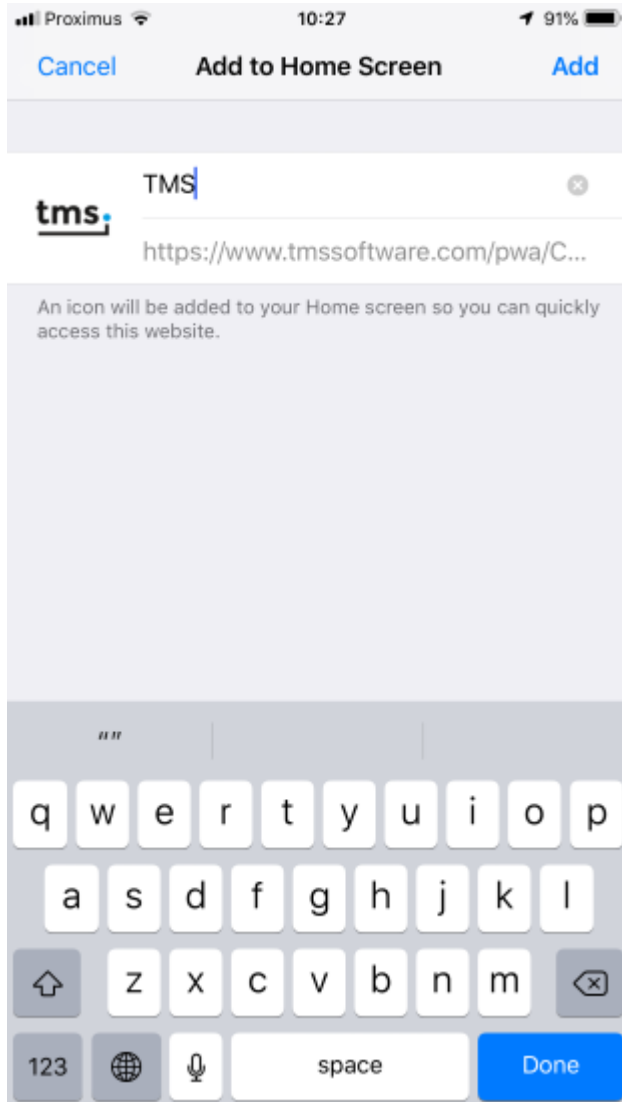 Proximus 10:27 91%
Cancel Add to Home Screen Add
TMS
tms
https://www.tmssoftware.com/pwa/C...
An icon will be added to your Home screen so you can quickly
access this website.
“”
q w e r t y u i o p
a s d f g h j k l
z x c v b n m
123 space Done